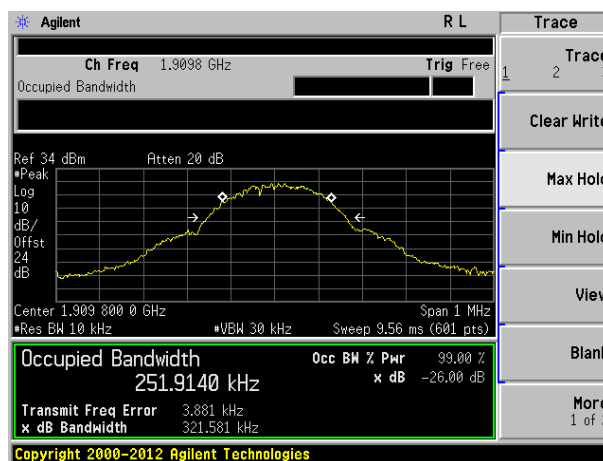 Agilent R L Trace
Ch Freq 1.9098 GHz Trig Free
Occupied Bandwidth
Trace
1 2
Clear Write
Max Hold
Min Hold
View
Blank
More
1 of
Ref 34 dBm Atten 20 dB
#Peak
Log
10
dB/
Offst
24
dB
Center 1.909 800 0 GHz Span 1 MHz
#Res BW 10 kHz #VBW 30 kHz Sweep 9.56 ms (601 pts)
Occupied Bandwidth Occ BW % Pwr 99.00 %
251.9140 kHz x dB -26.00 dB
Transmit Freq Error 3.881 kHz
x dB Bandwidth 321.581 kHz
Copyright 2000-2012 Agilent Technologies